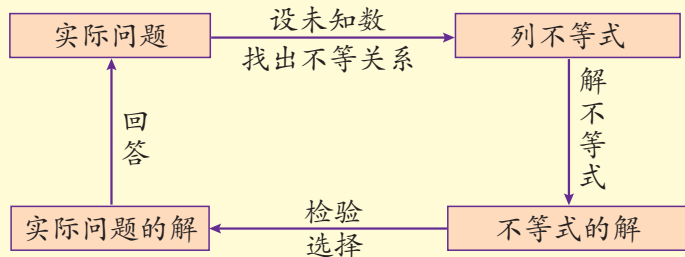 实际问题
设未知数
找出不等关系
列不等式
解不等式
不等式的解
检验
选择
实际问题的解
回答